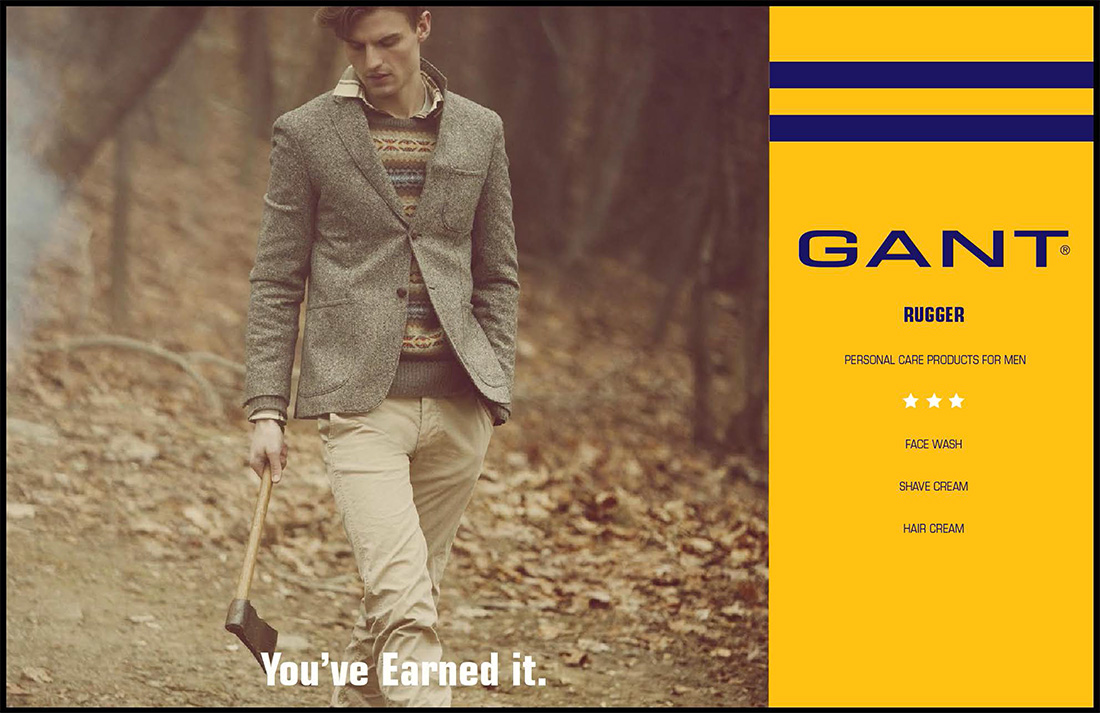 You've Earned it.
GANT®
RUGGER
PERSONAL CARE PRODUCTS FOR MEN
FACE WASH
SHAVE CREAM
HAIR CREAM